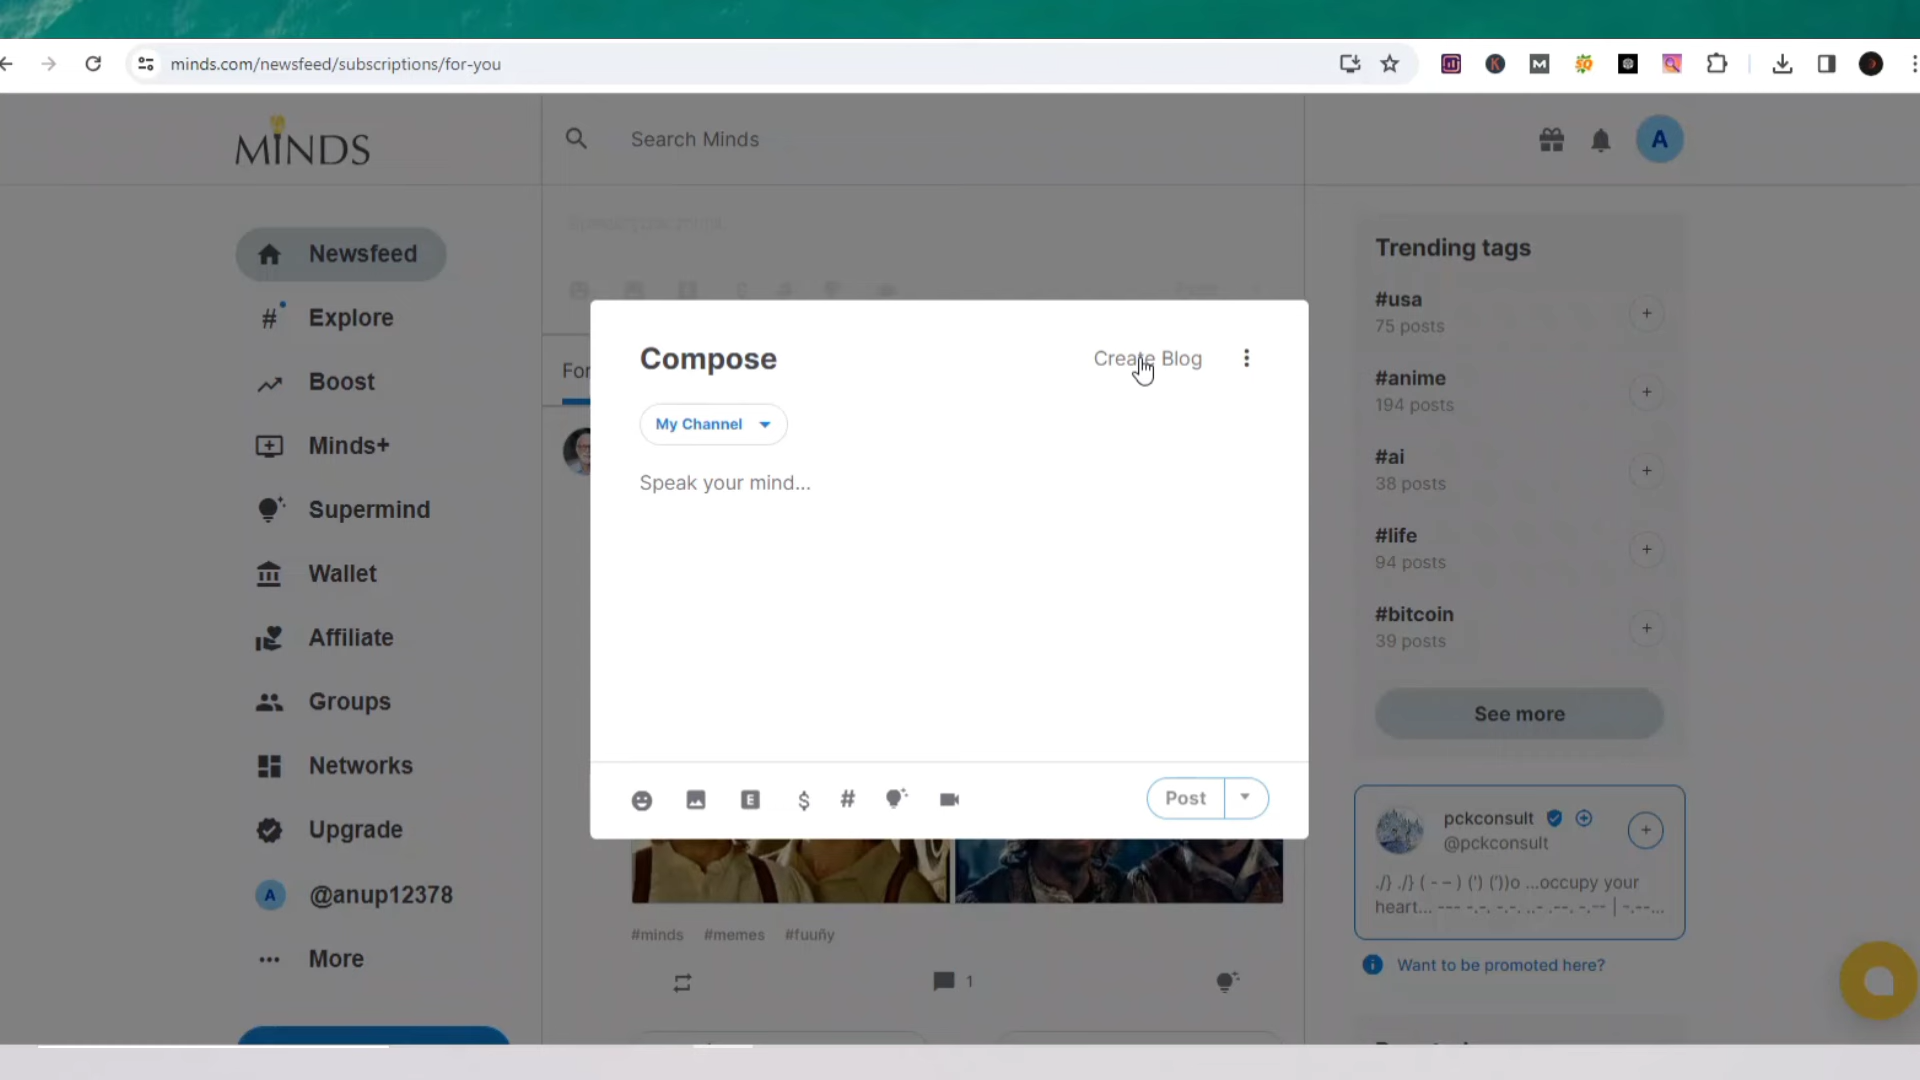 minds.com/newsfeed/subscriptions/for-you
MINDS
Search Minds
A
Newsfeed
Explore
Boost
Minds+
Supermind
Wallet
Affiliate
Groups
Networks
Upgrade
A @anup12378
More
For
Compose
Create Blog
My Channel
Speak your mind...
Post
#minds #memes #fuuñy
1
Trending tags
#usa
75 posts
#anime
194 posts
#ai
38 posts
#life
94 posts
#bitcoin
39 posts
See more
pckconsult
@pckconsult
./} ./} ( - – ) (') ('))o ...occupy your
heart... --- -.-. -.-. ..- .--. -.-- | -.--...
Want to be promoted here?